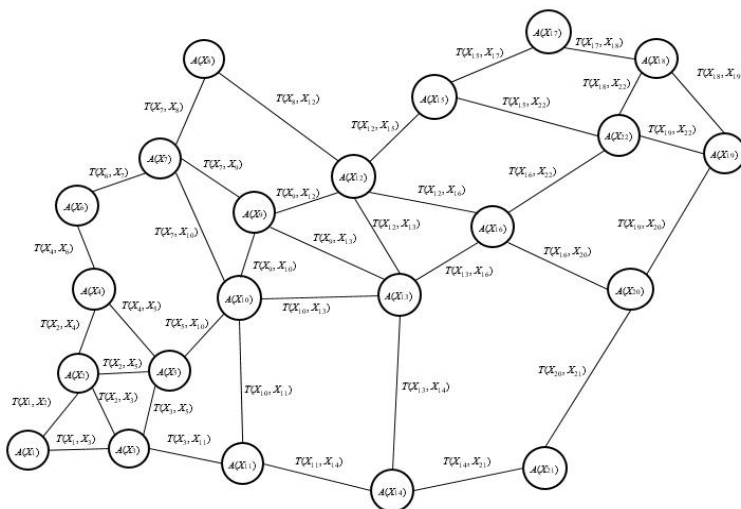 A(X₁₇)
T(X₁₅, X₁₇)
T(X₁₇, X₁₈)
A(X₈)
A(X₁₈)
T(X₁₈, X₁₉)
T(X₁₈, X₂₂)
A(X₁₅)
T(X₇, X₈)
T(X₈, X₁₂)
T(X₁₅, X₂₂)
T(X₁₂, X₁₅)
A(X₂₂)
T(X₁₉, X₂₂)
A(X₇)
A(X₁₉)
T(X₇, X₉)
T(X₆, X₇)
A(X₁₂)
T(X₁₆, X₂₂)
T(X₉, X₁₂)
T(X₁₂, X₁₆)
A(X₆)
A(X₉)
T(X₁₂, X₁₃)
A(X₁₆)
T(X₁₉, X₂₀)
T(X₇, X₁₀)
T(X₉, X₁₃)
T(X₄, X₆)
T(X₁₆, X₂₀)
T(X₉, X₁₀)
T(X₁₃, X₁₆)
A(X₄)
A(X₁₀)
A(X₁₃)
A(X₂₀)
T(X₄, X₅)
T(X₁₀, X₁₃)
T(X₂, X₄)
T(X₅, X₁₀)
T(X₂, X₅)
A(X₂)
A(X₅)
T(X₂₀, X₂₁)
T(X₁₃, X₁₄)
T(X₁₀, X₁₁)
T(X₁, X₂)
T(X₂, X₃)
T(X₃, X₅)
T(X₁, X₃)
T(X₃, X₁₁)
A(X₁)
A(X₃)
A(X₁₁)
T(X₁₁, X₁₄)
T(X₁₄, X₂₁)
A(X₂₁)
A(X₁₄)